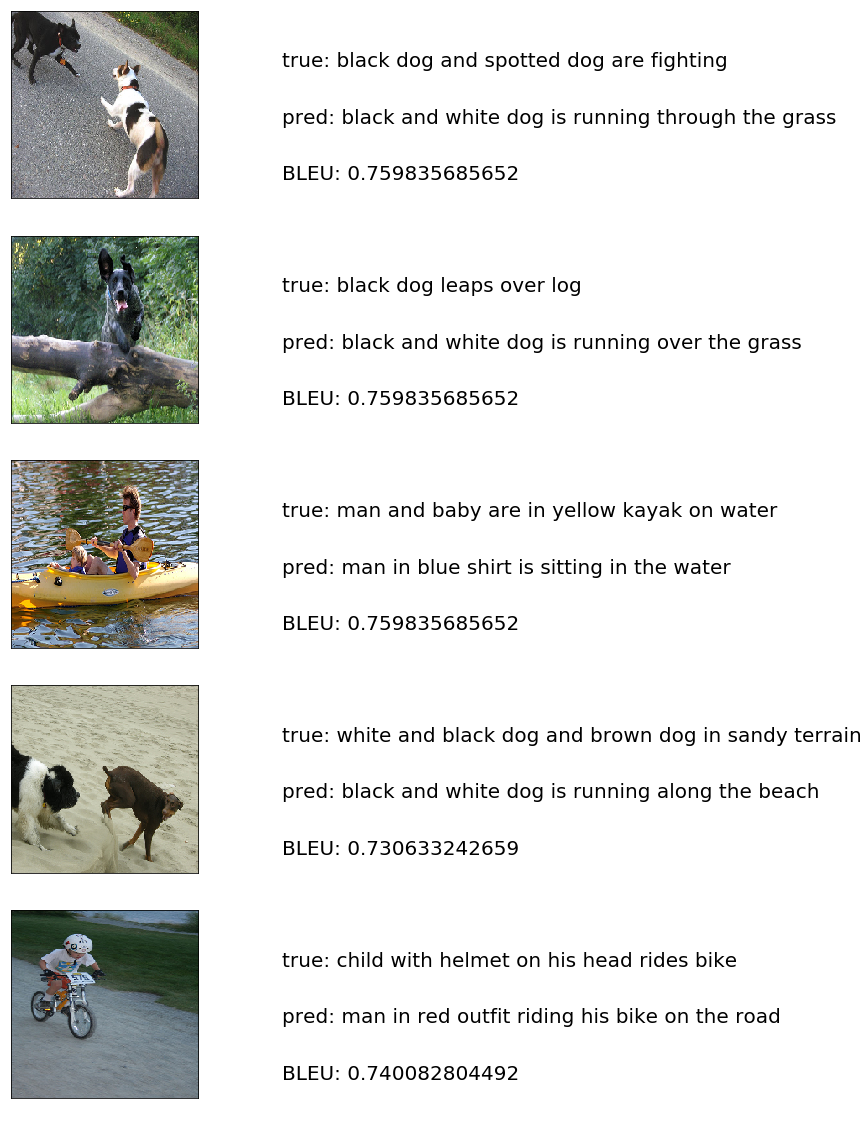 true: black dog and spotted dog are fighting
pred: black and white dog is running through the grass
BLEU: 0.759835685652
true: black dog leaps over log
pred: black and white dog is running over the grass
BLEU: 0.759835685652
true: man and baby are in yellow kayak on water
pred: man in blue shirt is sitting in the water
BLEU: 0.759835685652
true: white and black dog and brown dog in sandy terrain
pred: black and white dog is running along the beach
BLEU: 0.730633242659
true: child with helmet on his head rides bike
pred: man in red outfit riding his bike on the road
BLEU: 0.740082804492